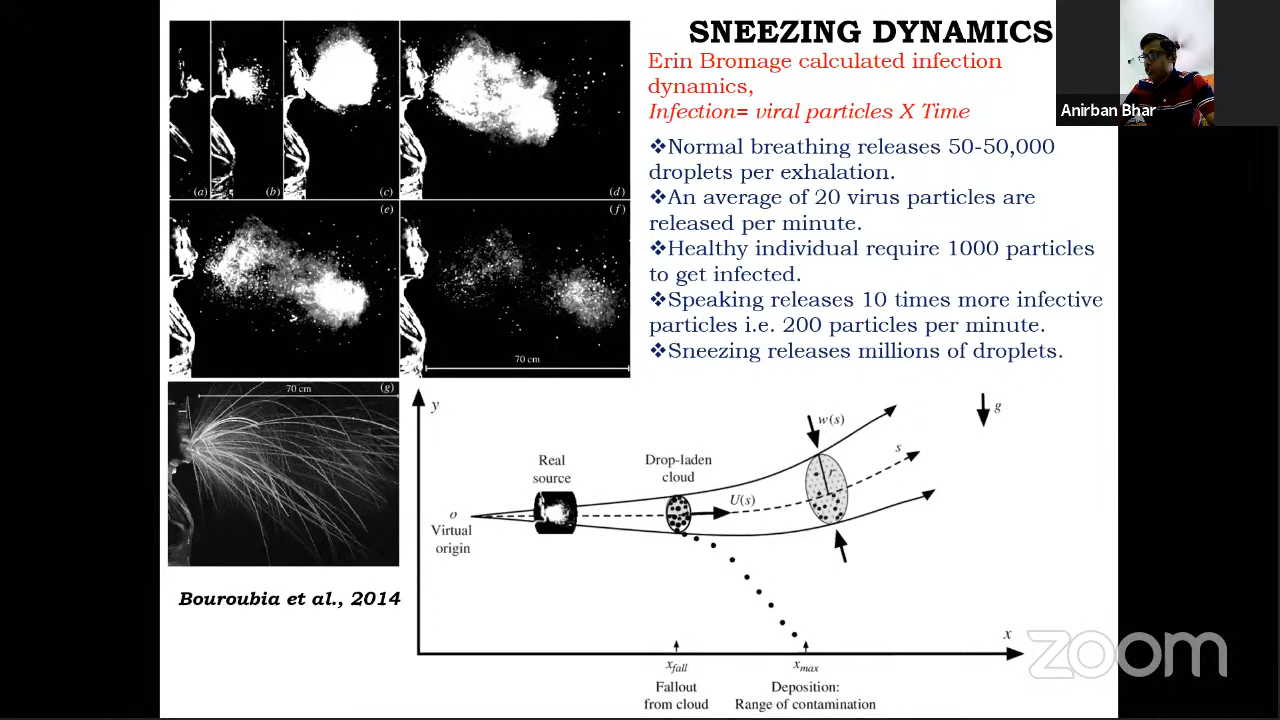 SNEEZING DYNAMICS
Erin Bromage calculated infection
dynamics,
Infection= viral particles X Time
❖Normal breathing releases 50-50,000
droplets per exhalation.
❖An average of 20 virus particles are
released per minute.
❖Healthy individual require 1000 particles
to get infected.
❖Speaking releases 10 times more infective
particles i.e. 200 particles per minute.
❖Sneezing releases millions of droplets.
Anirban Bhar
(a)
(b)
(c)
(d)
(e)
(f)
70 cm
70 cm
(g)
Bouroubia et al., 2014
y
g
w(s)
s
r
Real
source
Drop-laden
cloud
U(s)
o
Virtual
origin
x
xfall
xmax
Fallout
from cloud
Deposition:
Range of contamination
zoom